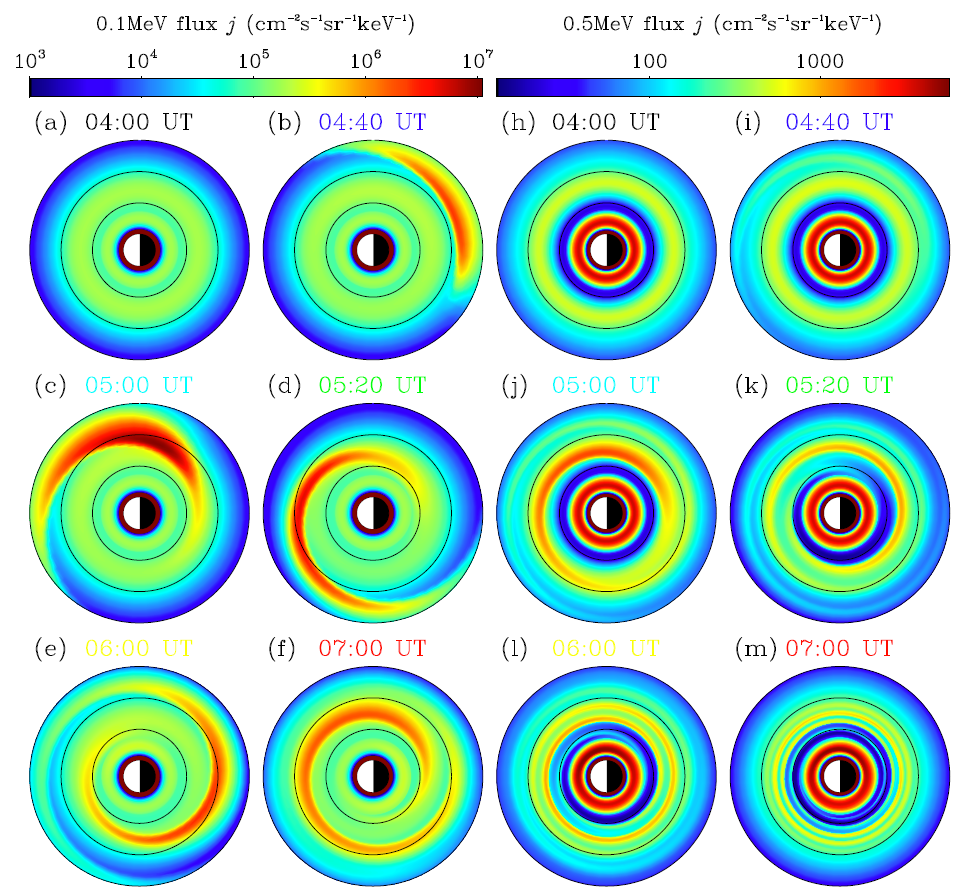 0.1MeV flux j (cm⁻²s⁻¹sr⁻¹keV⁻¹) 0.5MeV flux j (cm⁻²s⁻¹sr⁻¹keV⁻¹)
10³ 10⁴ 10⁵ 10⁶ 10⁷ 100 1000
(a) 04:00 UT (b) 04:40 UT (h) 04:00 UT (i) 04:40 UT
(c) 05:00 UT (d) 05:20 UT (j) 05:00 UT (k) 05:20 UT
(e) 06:00 UT (f) 07:00 UT (l) 06:00 UT (m) 07:00 UT